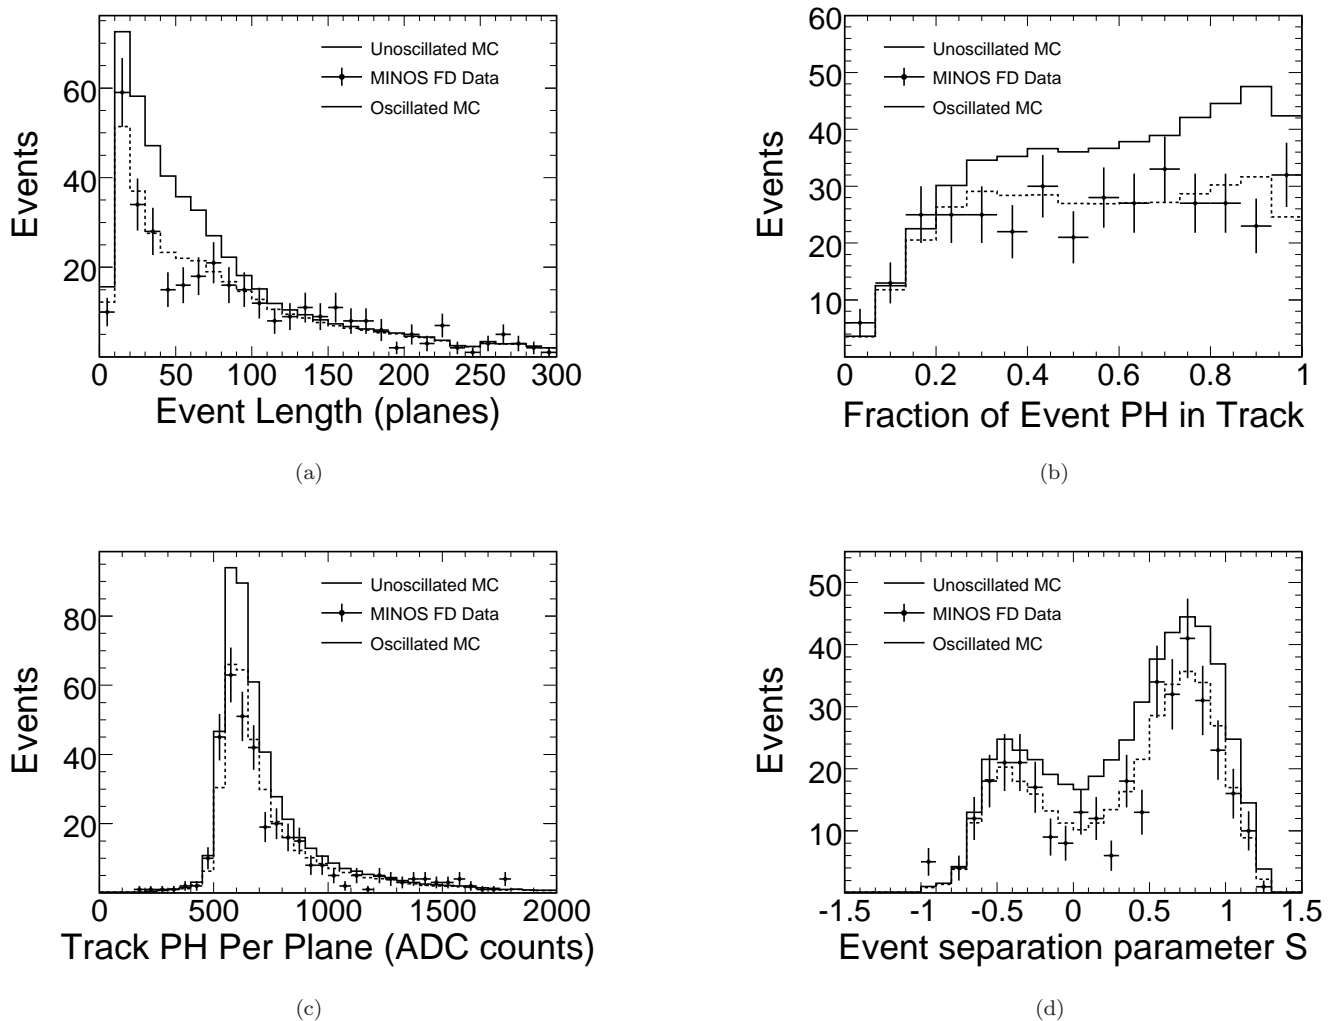 Unoscillated MC
MINOS FD Data
Oscillated MC
Events
60
40
20
0 50 100 150 200 250 300
Event Length (planes)
(a)
Unoscillated MC
MINOS FD Data
Oscillated MC
Events
60
50
40
30
20
10
0 0.2 0.4 0.6 0.8 1
Fraction of Event PH in Track
(b)
Unoscillated MC
MINOS FD Data
Oscillated MC
Events
80
60
40
20
0 500 1000 1500 2000
Track PH Per Plane (ADC counts)
(c)
Unoscillated MC
MINOS FD Data
Oscillated MC
Events
50
40
30
20
10
-1.5 -1 -0.5 0 0.5 1 1.5
Event separation parameter S
(d)